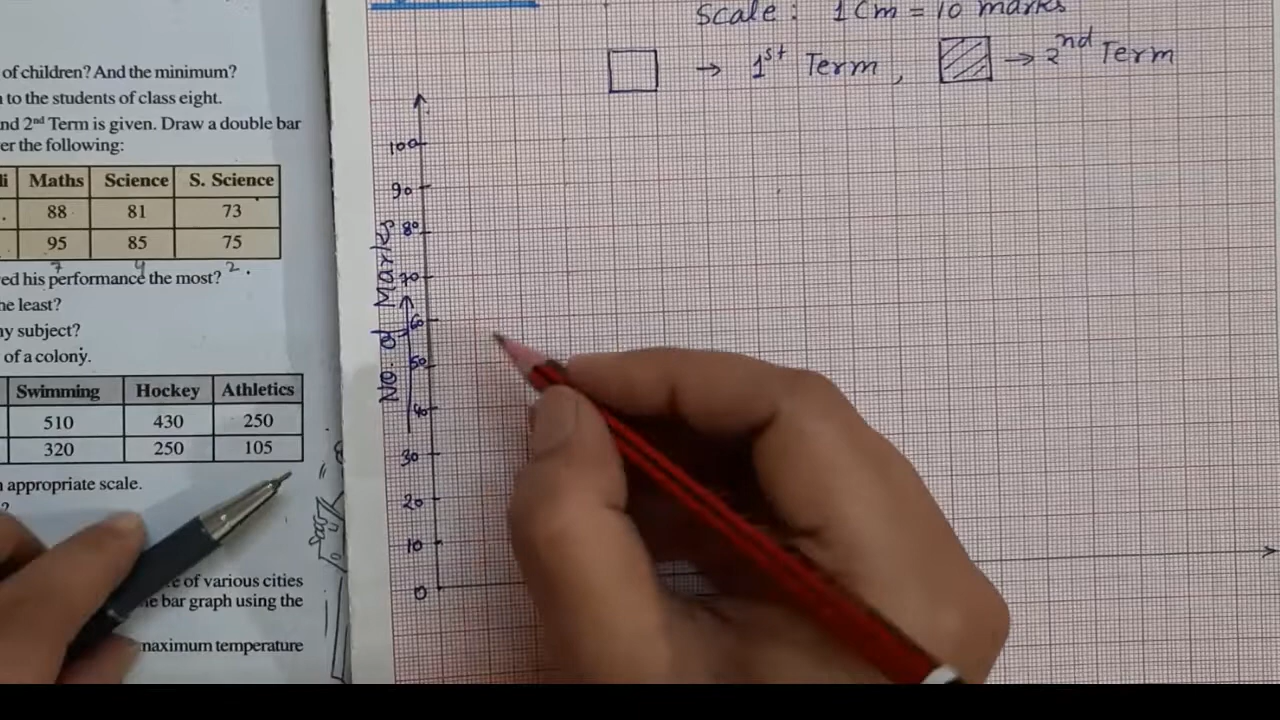 of children? And the minimum?
to the students of class eight.
nd 2nd Term is given. Draw a double bar
er the following:
Maths Science S. Science
88 81 73
95 85 75
7 4 2
ed his performance the most?
he least?
ny subject?
of a colony.
Swimming Hockey Athletics
510 430 250
320 250 105
appropriate scale.
?
e of various cities
bar graph using the
maximum temperature
Scale : 1 Cm = 10 marks
→ 1st Term , → 2nd Term
100
90
80
70
60
50
40
30
20
10
0
No. of Marks →